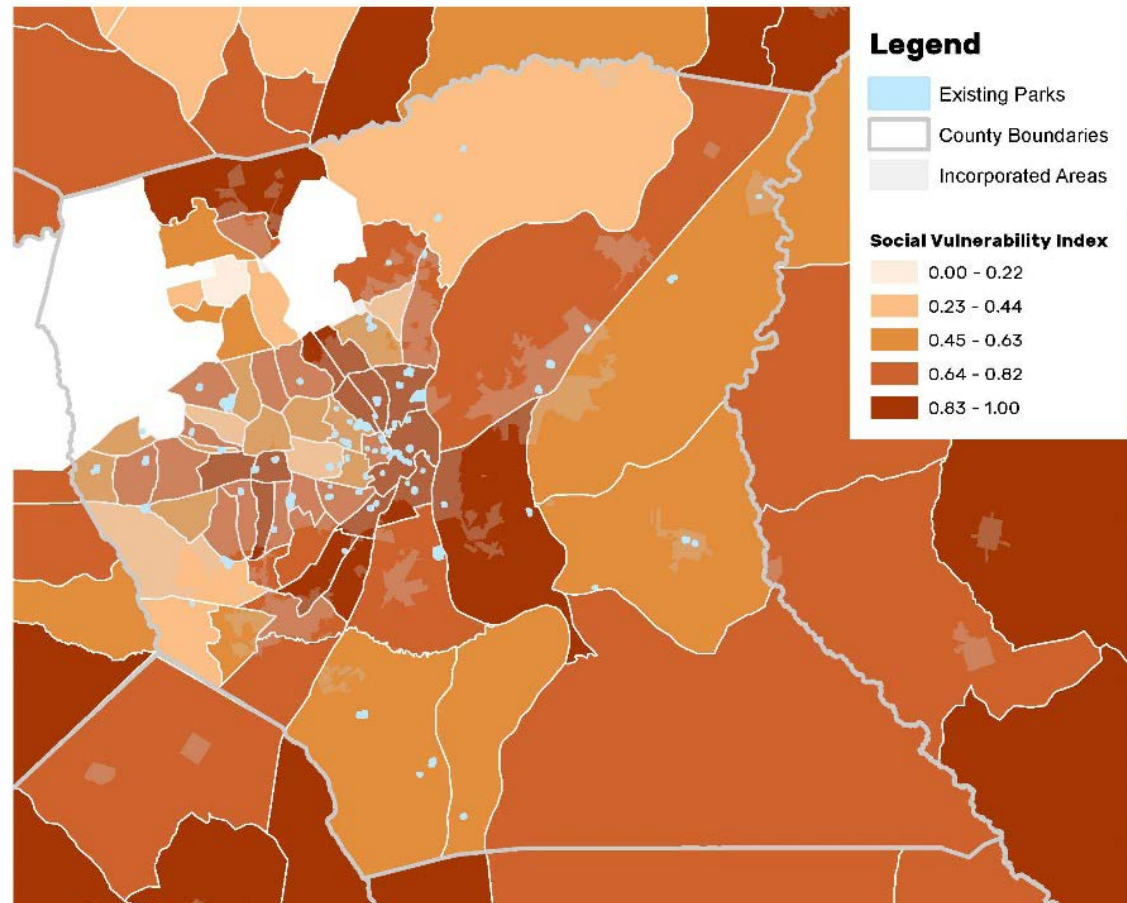 Legend
Existing Parks
County Boundaries
Incorporated Areas
Social Vulnerability Index
0.00 - 0.22
0.23 - 0.44
0.45 - 0.63
0.64 - 0.82
0.83 - 1.00